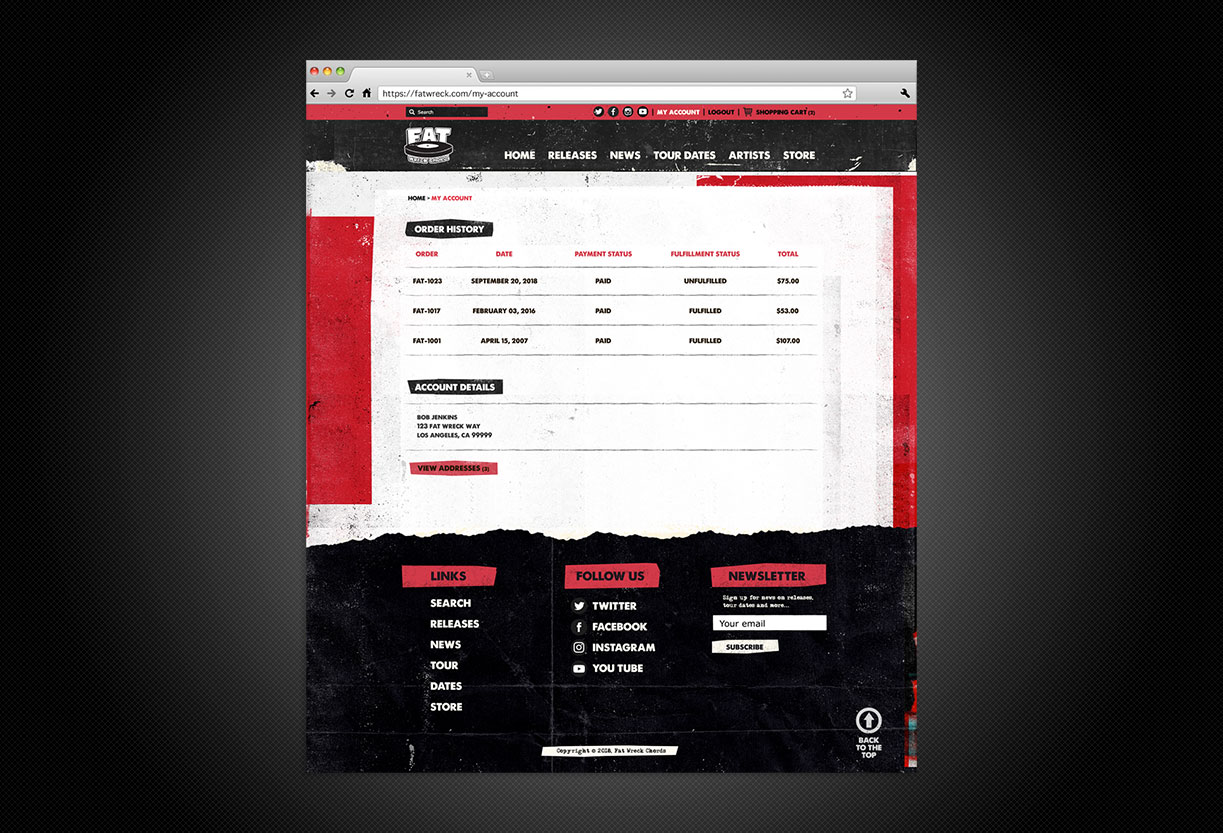 https://fatwreck.com/my-account
Search | MY ACCOUNT | LOGOUT | SHOPPING CART (2)
FAT
WRECK CHORDS
HOME RELEASES NEWS TOUR DATES ARTISTS STORE
HOME > MY ACCOUNT
ORDER HISTORY
ORDER DATE PAYMENT STATUS FULFILLMENT STATUS TOTAL
FAT-1023 SEPTEMBER 20, 2018 PAID UNFULFILLED $75.00
FAT-1017 FEBRUARY 03, 2016 PAID FULFILLED $53.00
FAT-1001 APRIL 15, 2007 PAID FULFILLED $107.00
ACCOUNT DETAILS
BOB JENKINS
123 FAT WRECK WAY
LOS ANGELES, CA 99999
VIEW ADDRESSES (3)
LINKS
SEARCH
RELEASES
NEWS
TOUR
DATES
STORE
FOLLOW US
TWITTER
FACEBOOK
INSTAGRAM
YOU TUBE
NEWSLETTER
Sign up for news on releases,
tour dates and more...
Your email
SUBSCRIBE
BACK
TO THE
TOP
Copyright © 2018, Fat Wreck Chords